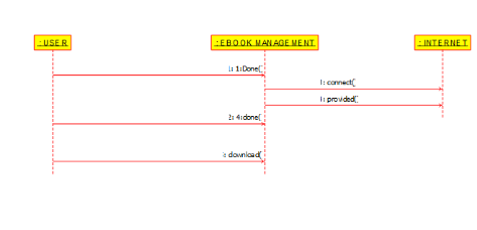 : USER
: EBOOK MANAGEMENT
: INTERNET
1: 1:Done(
1: connect(
1: provided(
2: 4:done(
: download(